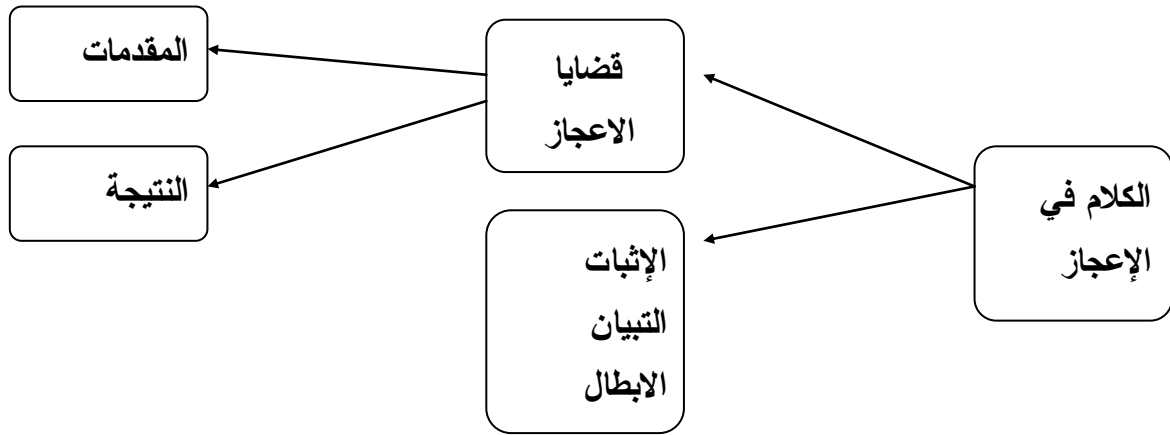 الكلام في
الإعجاز
قضايا
الاعجاز
المقدمات
النتيجة
الإثبات
التبيان
الابطال